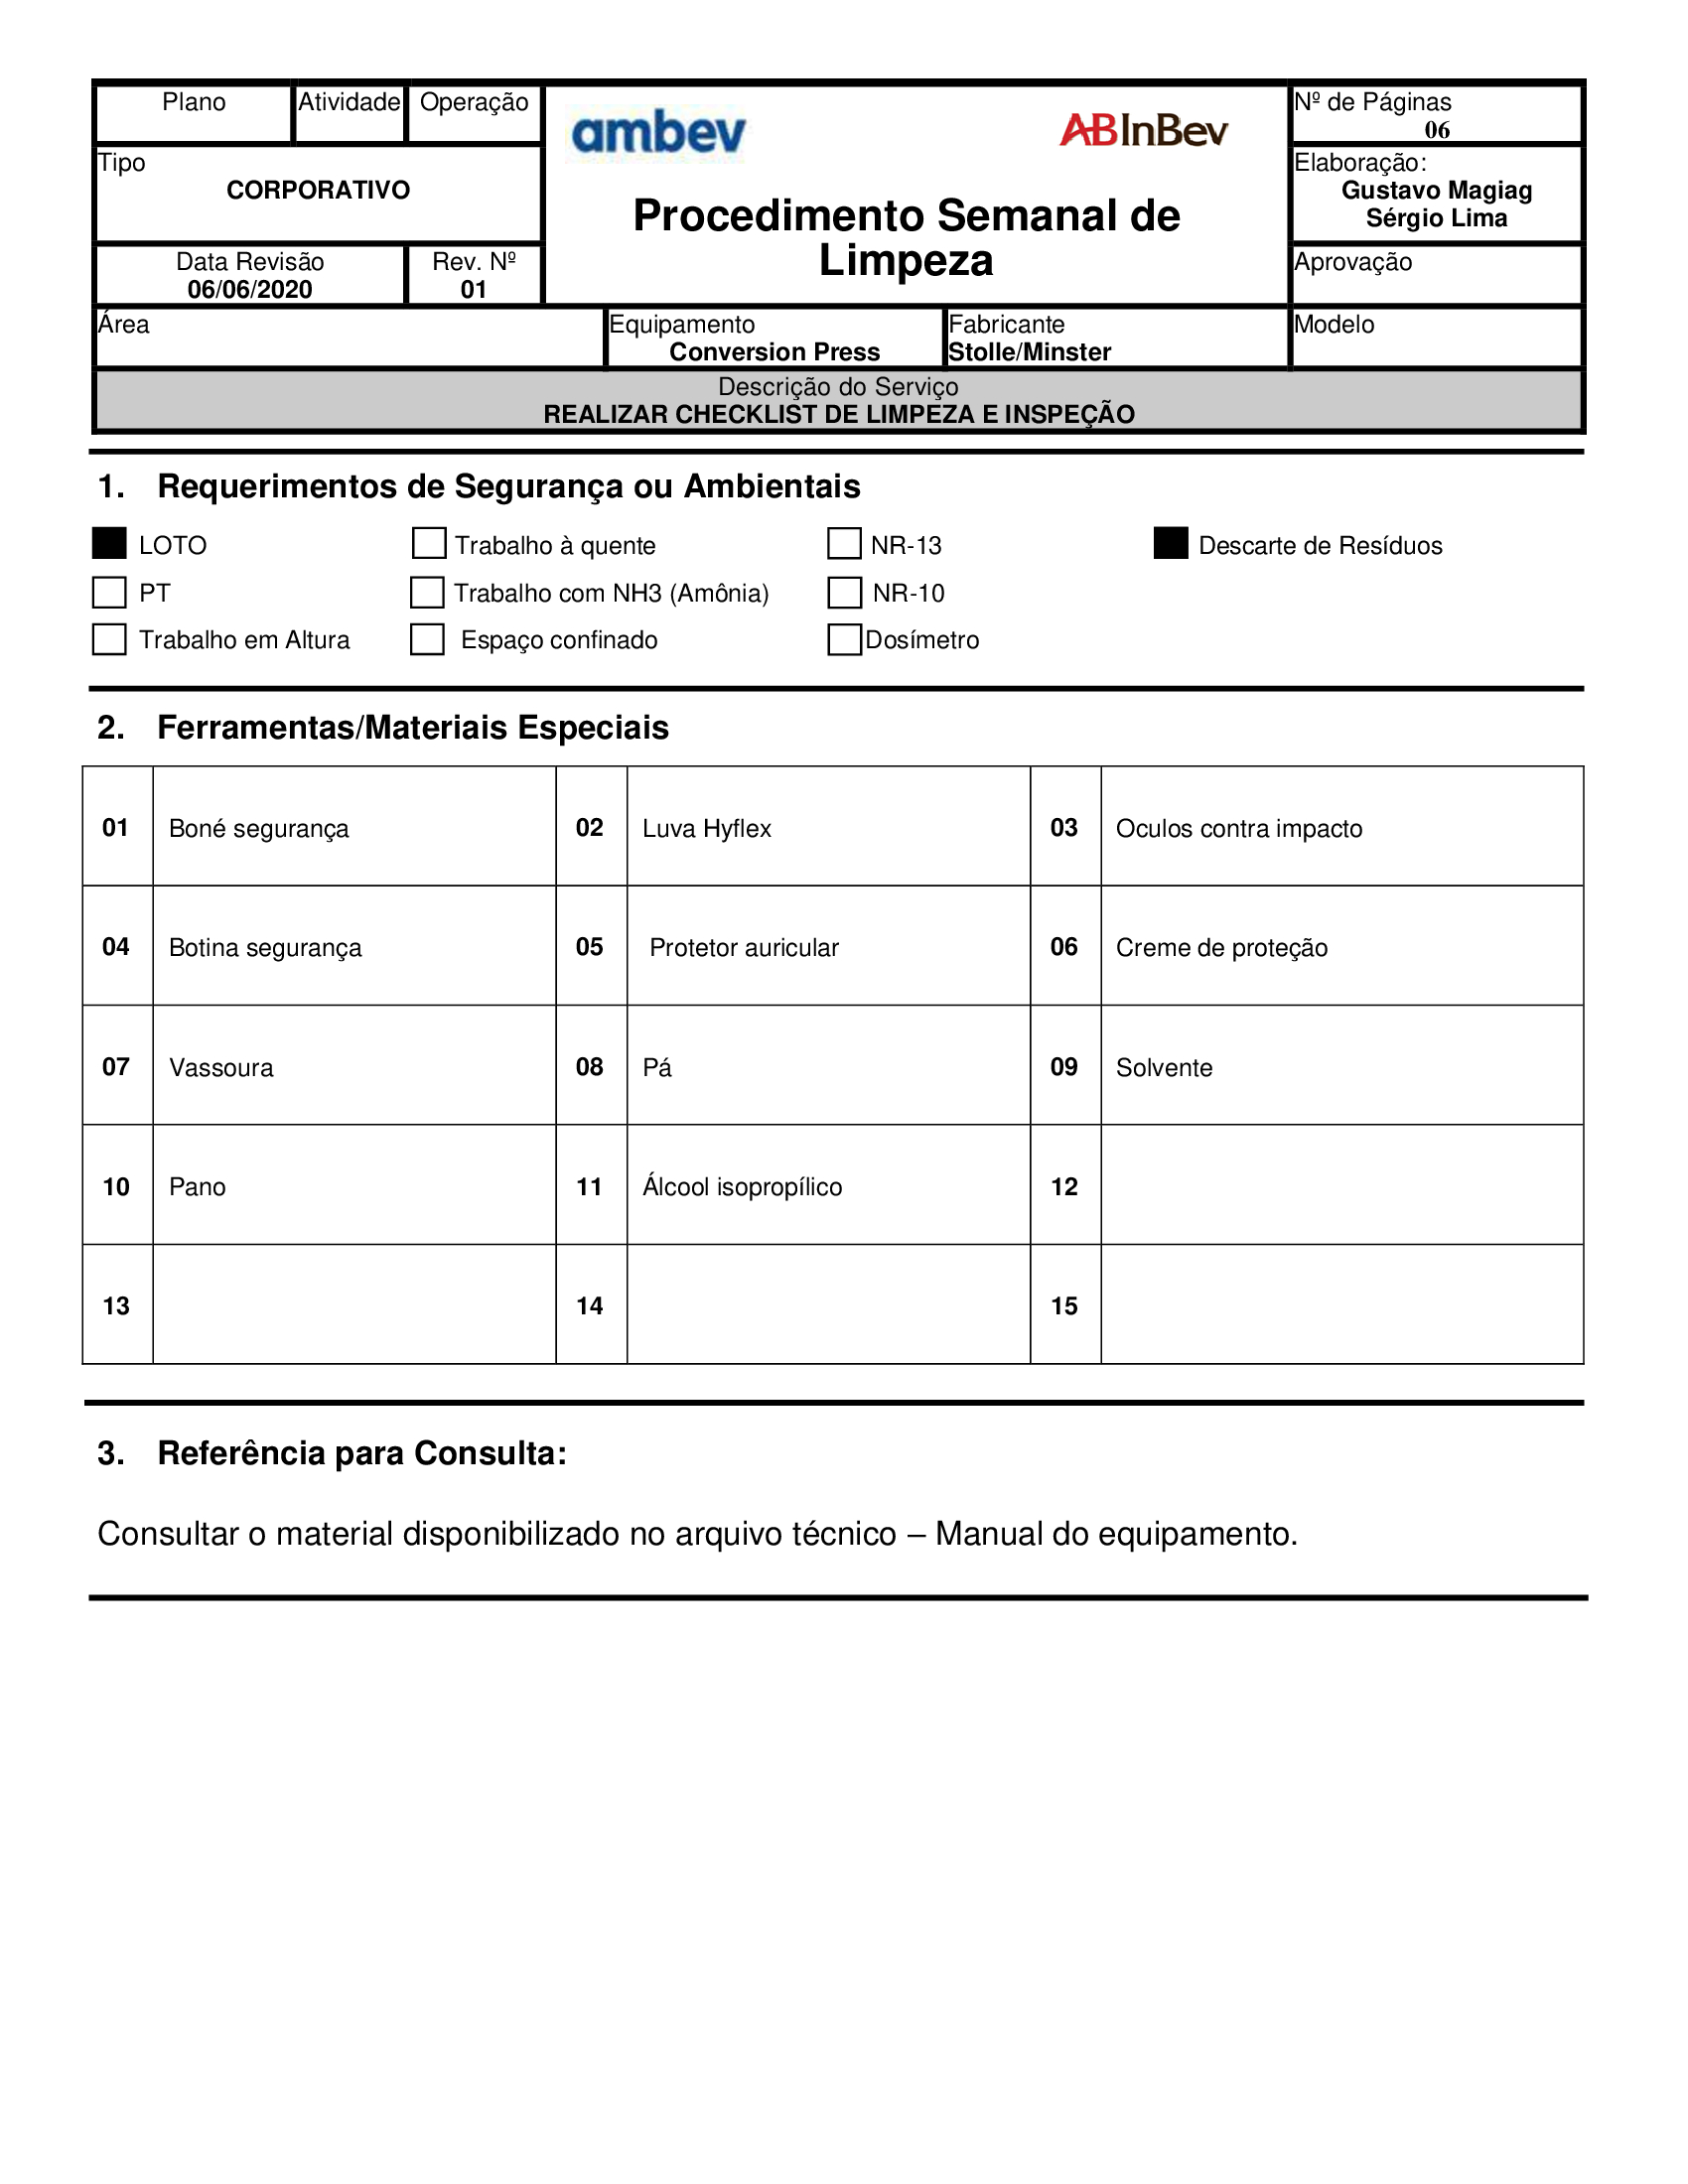 Plano
Atividade
Operação
ambev
ABInBev
Nº de Páginas
06
Tipo
CORPORATIVO
Procedimento Semanal de
Limpeza
Elaboração:
Gustavo Magiag
Sérgio Lima
Data Revisão
06/06/2020
Rev. Nº
01
Aprovação
Área
Equipamento
Conversion Press
Fabricante
Stolle/Minster
Modelo
Descrição do Serviço
REALIZAR CHECKLIST DE LIMPEZA E INSPEÇÃO
1. Requerimentos de Segurança ou Ambientais
LOTO Trabalho à quente NR-13 Descarte de Resíduos
PT Trabalho com NH3 (Amônia) NR-10
Trabalho em Altura Espaço confinado Dosímetro
2. Ferramentas/Materiais Especiais
01 Boné segurança 02 Luva Hyflex 03 Oculos contra impacto
04 Botina segurança 05 Protetor auricular 06 Creme de proteção
07 Vassoura 08 Pá 09 Solvente
10 Pano 11 Álcool isopropílico 12
13 14 15
3. Referência para Consulta:
Consultar o material disponibilizado no arquivo técnico – Manual do equipamento.